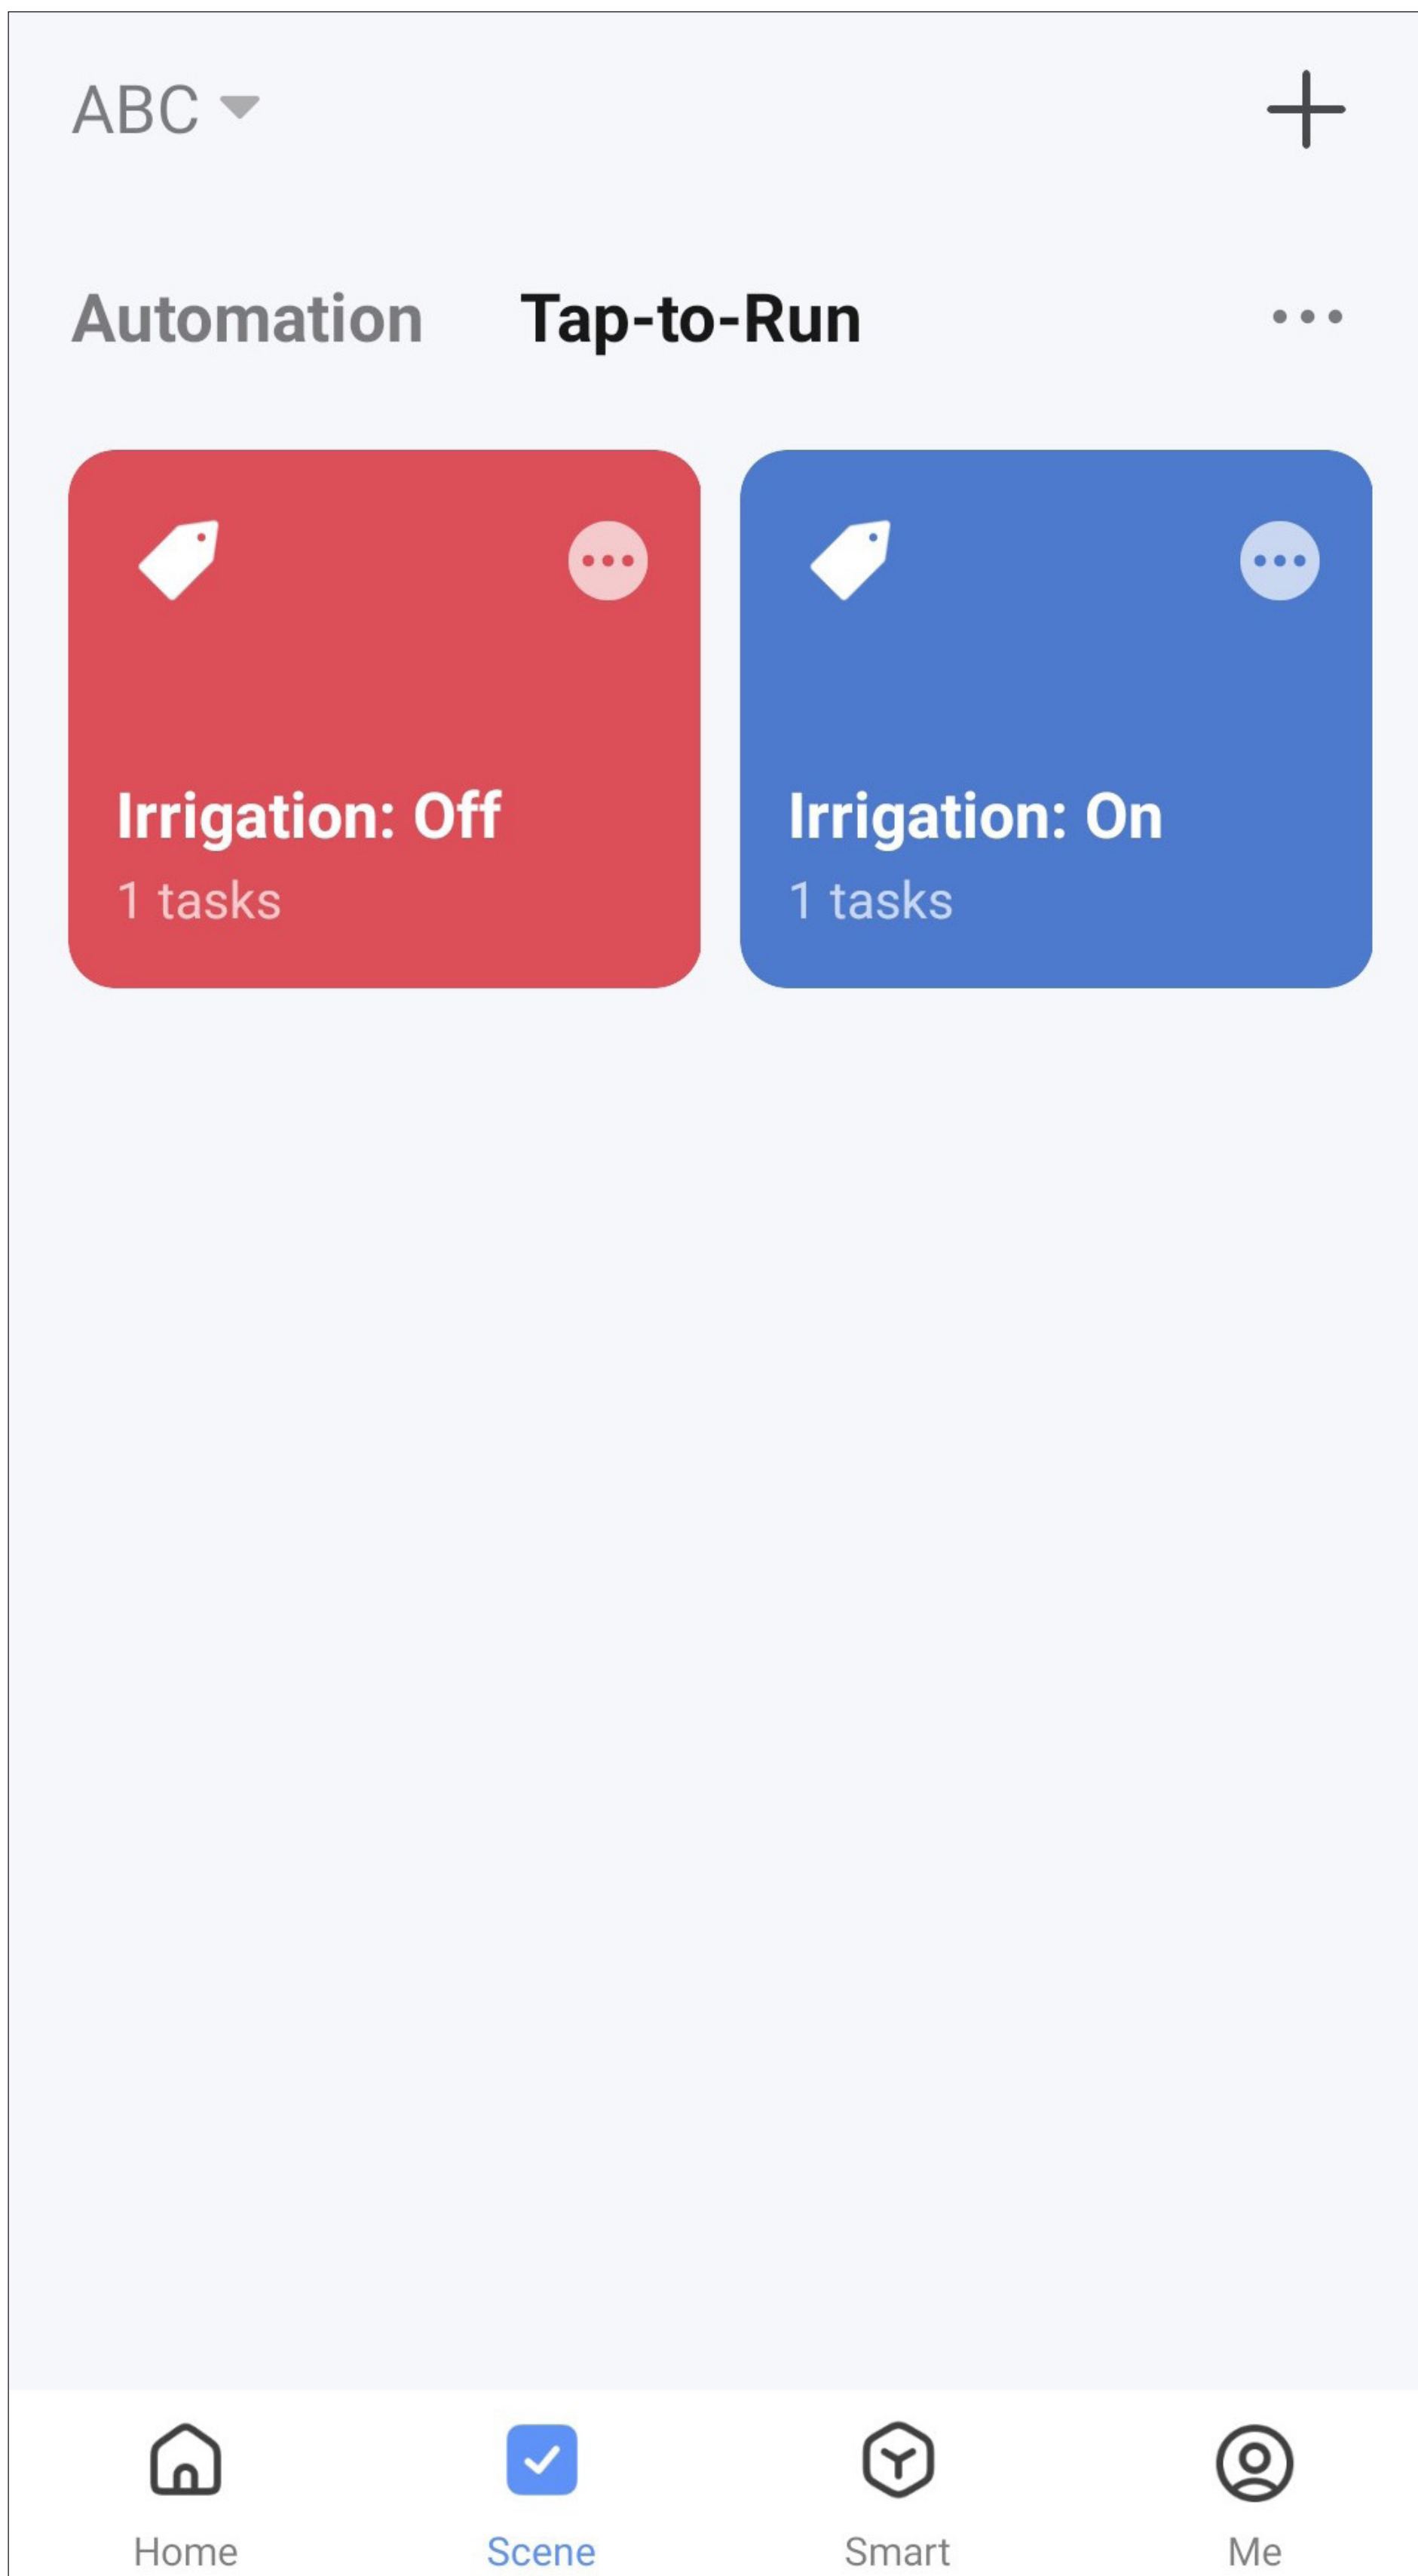 ABC
Automation Tap-to-Run
Irrigation: Off
1 tasks
Irrigation: On
1 tasks
Home Scene Smart Me